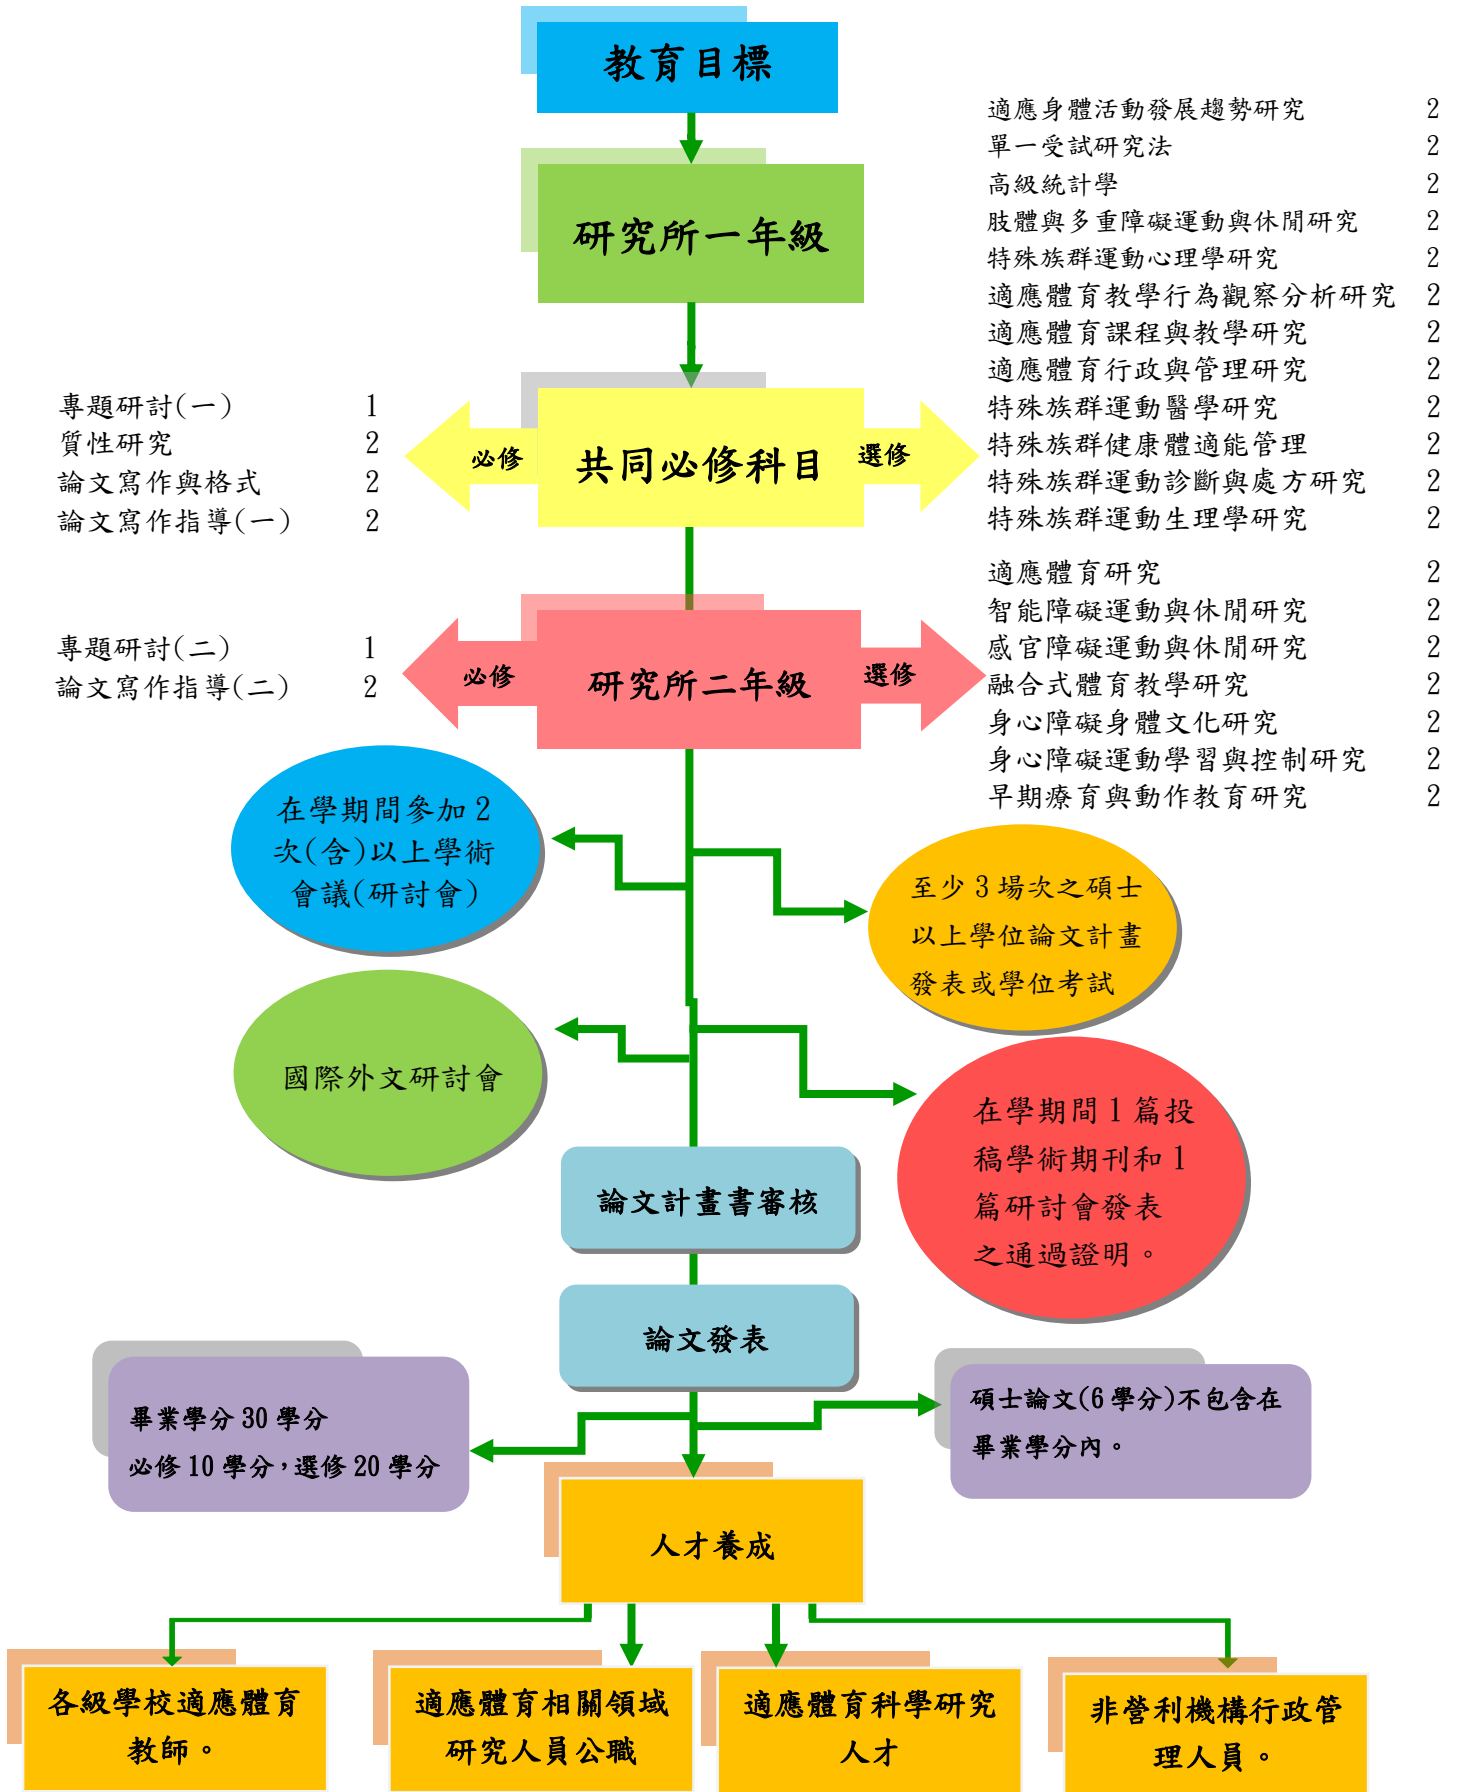 教育目標
研究所一年級
適應身體活動發展趨勢研究 2
單一受試研究法 2
高級統計學 2
肢體與多重障礙運動與休閒研究 2
特殊族群運動心理學研究 2
適應體育教學行為觀察分析研究 2
適應體育課程與教學研究 2
適應體育行政與管理研究 2
特殊族群運動醫學研究 2
特殊族群健康體適能管理 2
特殊族群運動診斷與處方研究 2
特殊族群運動生理學研究 2
專題研討(一) 1
質性研究 2
論文寫作與格式 2
論文寫作指導(一) 2
必修
共同必修科目
選修
適應體育研究 2
智能障礙運動與休閒研究 2
感官障礙運動與休閒研究 2
融合式體育教學研究 2
身心障礙身體文化研究 2
身心障礙運動學習與控制研究 2
早期療育與動作教育研究 2
專題研討(二) 1
論文寫作指導(二) 2
必修
研究所二年級
選修
在學期間參加 2
次(含)以上學術
會議(研討會)
至少 3 場次之碩士
以上學位論文計畫
發表或學位考試
國際外文研討會
在學期間 1 篇投
稿學術期刊和 1
篇研討會發表
之通過證明。
論文計畫書審核
論文發表
畢業學分 30 學分
必修 10 學分，選修 20 學分
碩士論文(6 學分)不包含在
畢業學分內。
人才養成
各級學校適應體育
教師。
適應體育相關領域
研究人員公職
適應體育科學研究
人才
非營利機構行政管
理人員。